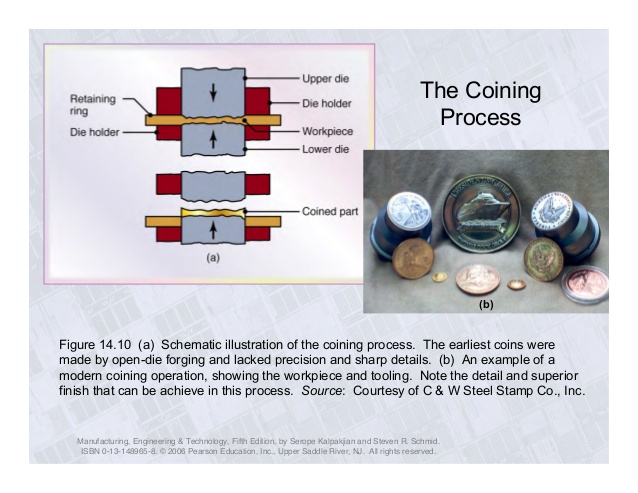 The Coining
Process
Upper die
Die holder
Retaining
ring
Die holder
Workpiece
Lower die
Coined part
(a)
(b)
Figure 14.10 (a) Schematic illustration of the coining process. The earliest coins were
made by open-die forging and lacked precision and sharp details. (b) An example of a
modern coining operation, showing the workpiece and tooling. Note the detail and superior
finish that can be achieve in this process. Source: Courtesy of C & W Steel Stamp Co., Inc.
Manufacturing, Engineering & Technology, Fifth Edition, by Serope Kalpakjian and Steven R. Schmid.
ISBN 0-13-148965-8. © 2006 Pearson Education, Inc., Upper Saddle River, NJ. All rights reserved.